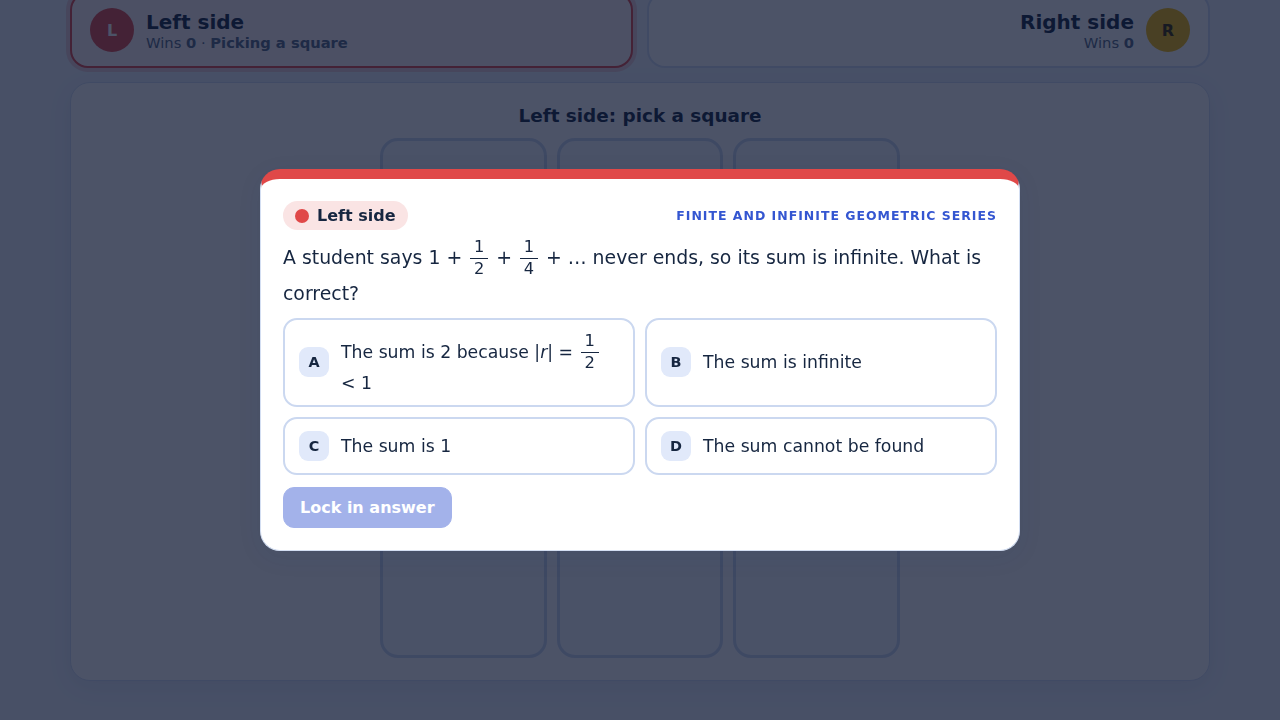 L
Left side
Wins 0 · Picking a square
Right side
Wins 0
R
Left side: pick a square
Left side
FINITE AND INFINITE GEOMETRIC SERIES
A student says 1 + 1/2 + 1/4 + … never ends, so its sum is infinite. What is
correct?
A
The sum is 2 because |r| = 1/2
< 1
B
The sum is infinite
C
The sum is 1
D
The sum cannot be found
Lock in answer